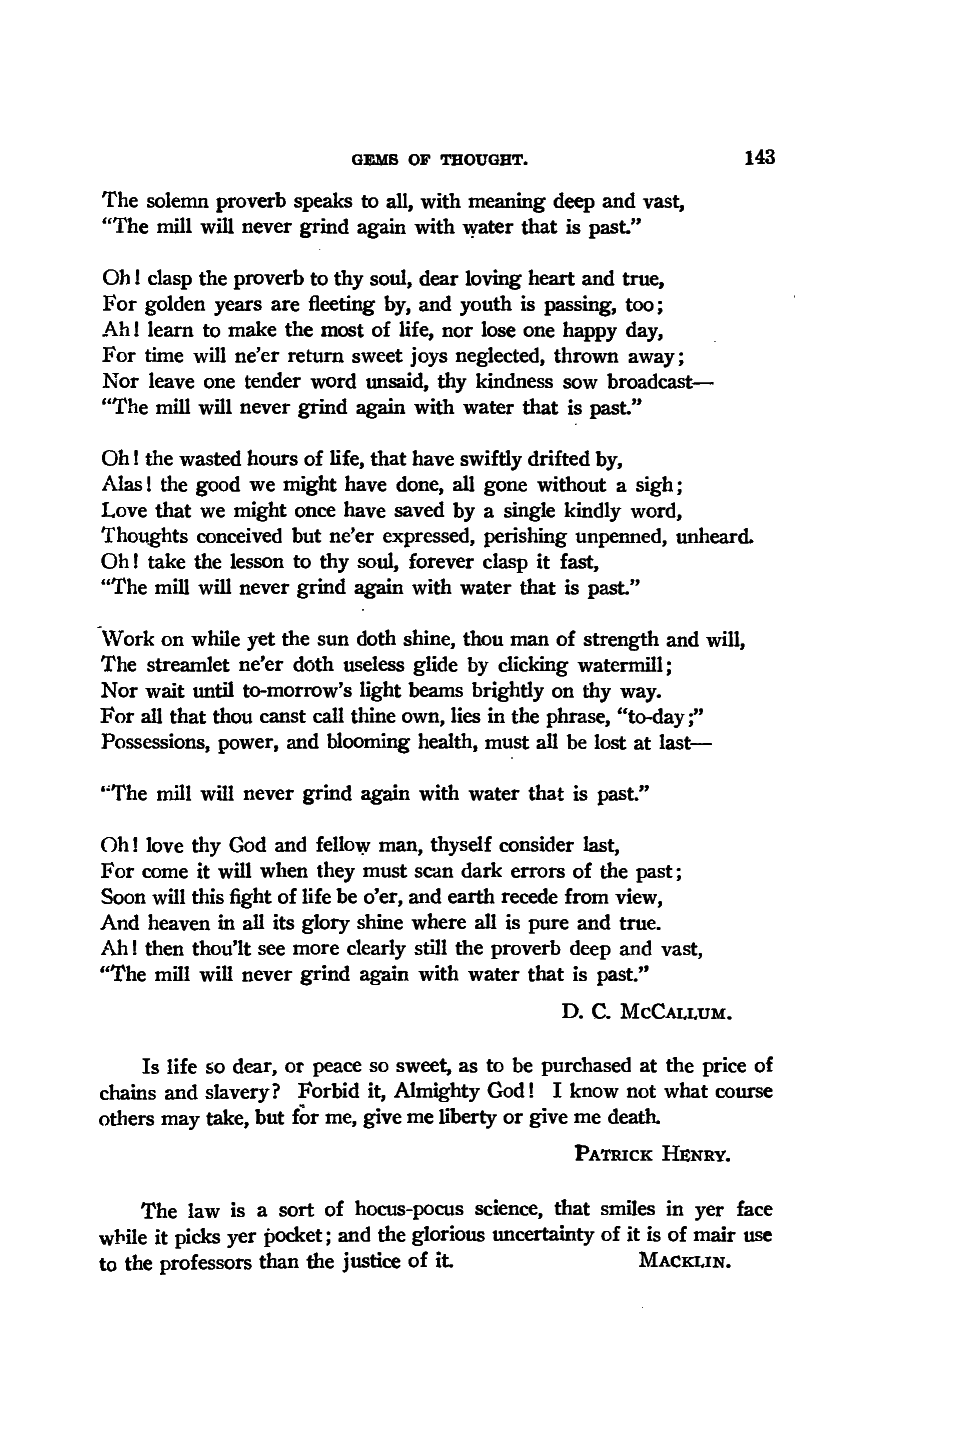 GEMS OF THOUGHT. 143
The solemn proverb speaks to all, with meaning deep and vast,
“The mill will never grind again with water that is past.”
Oh! clasp the proverb to thy soul, dear loving heart and true,
For golden years are fleeting by, and youth is passing, too;
Ah! learn to make the most of life, nor lose one happy day,
For time will ne'er return sweet joys neglected, thrown away;
Nor leave one tender word unsaid, thy kindness sow broadcast—
“The mill will never grind again with water that is past.”
Oh! the wasted hours of life, that have swiftly drifted by,
Alas! the good we might have done, all gone without a sigh;
Love that we might once have saved by a single kindly word,
Thoughts conceived but ne'er expressed, perishing unpenned, unheard.
Oh! take the lesson to thy soul, forever clasp it fast,
“The mill will never grind again with water that is past.”
Work on while yet the sun doth shine, thou man of strength and will,
The streamlet ne'er doth useless glide by clicking watermill;
Nor wait until to-morrow's light beams brightly on thy way.
For all that thou canst call thine own, lies in the phrase, “to-day;”
Possessions, power, and blooming health, must all be lost at last—
“The mill will never grind again with water that is past.”
Oh! love thy God and fellow man, thyself consider last,
For come it will when they must scan dark errors of the past;
Soon will this fight of life be o'er, and earth recede from view,
And heaven in all its glory shine where all is pure and true.
Ah! then thou'lt see more clearly still the proverb deep and vast,
“The mill will never grind again with water that is past.”
D. C. McCALLUM.
Is life so dear, or peace so sweet, as to be purchased at the price of
chains and slavery? Forbid it, Almighty God! I know not what course
others may take, but for me, give me liberty or give me death.
PATRICK HENRY.
The law is a sort of hocus-pocus science, that smiles in yer face
while it picks yer pocket; and the glorious uncertainty of it is of mair use
to the professors than the justice of it. MACKLIN.